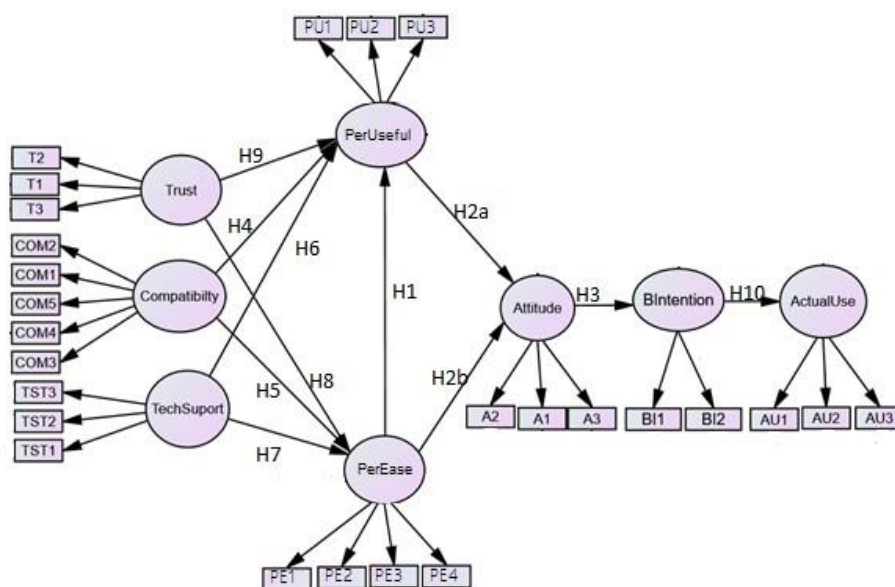 PU1 PU2 PU3
PerUseful
T2
T1
T3
Trust
H9
H4
H6
H2a
COM2
COM1
COM5
COM4
COM3
Compatibilty
H1
Attitude
H3
BIntention
H10
ActualUse
H5
H8
H2b
TST3
TST2
TST1
TechSuport
H7
A2 A1 A3
BI1 BI2
AU1 AU2 AU3
PerEase
PE1 PE2 PE3 PE4